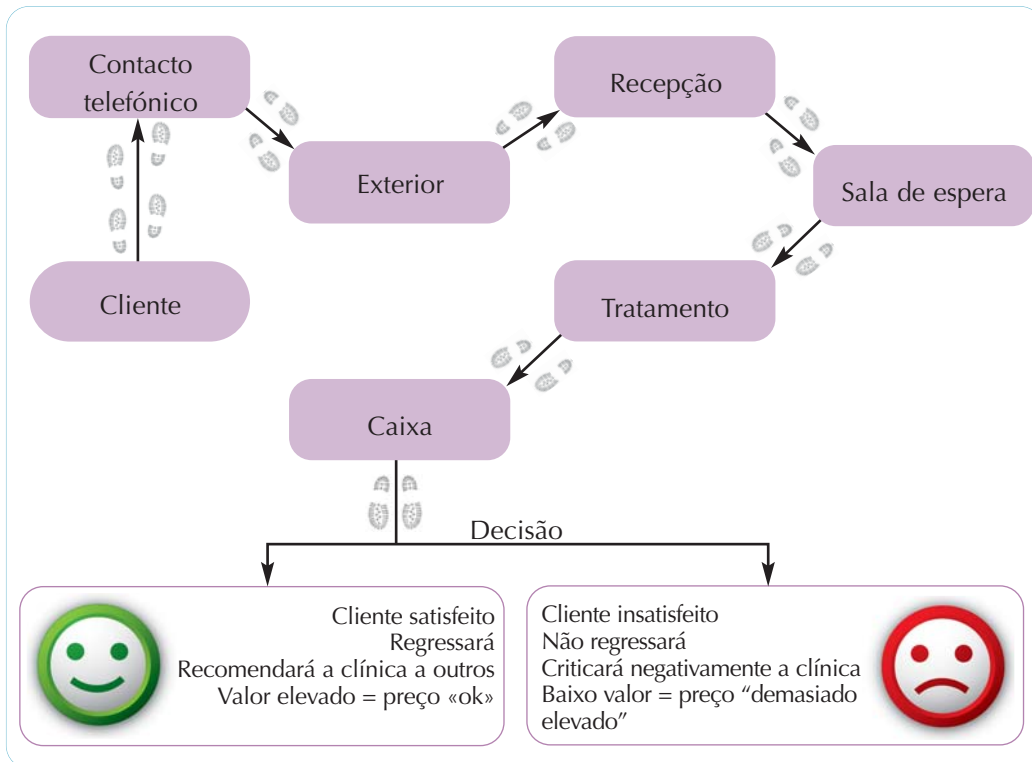 Contacto
telefónico
Recepção
Exterior
Sala de espera
Cliente
Tratamento
Caixa
Decisão
Cliente satisfeito
Regressará
Recomendará a clínica a outros
Valor elevado = preço «ok»
Cliente insatisfeito
Não regressará
Criticará negativamente a clínica
Baixo valor = preço “demasiado
elevado”